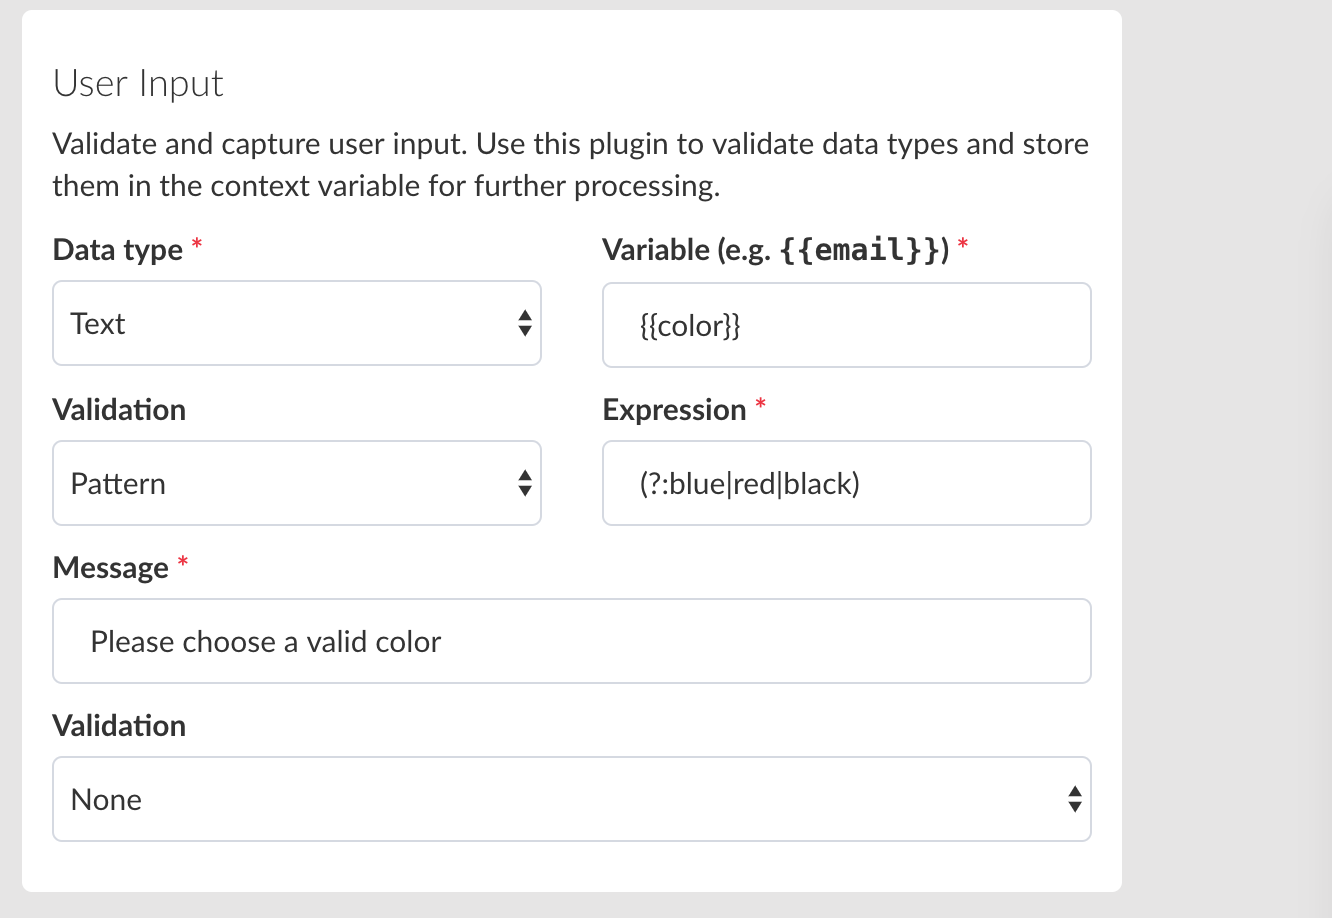 User Input
Validate and capture user input. Use this plugin to validate data types and store
them in the context variable for further processing.
Data type *
Variable (e.g. {{email}}) *
Text
{{color}}
Validation
Expression *
Pattern
(?:blue|red|black)
Message *
Please choose a valid color
Validation
None